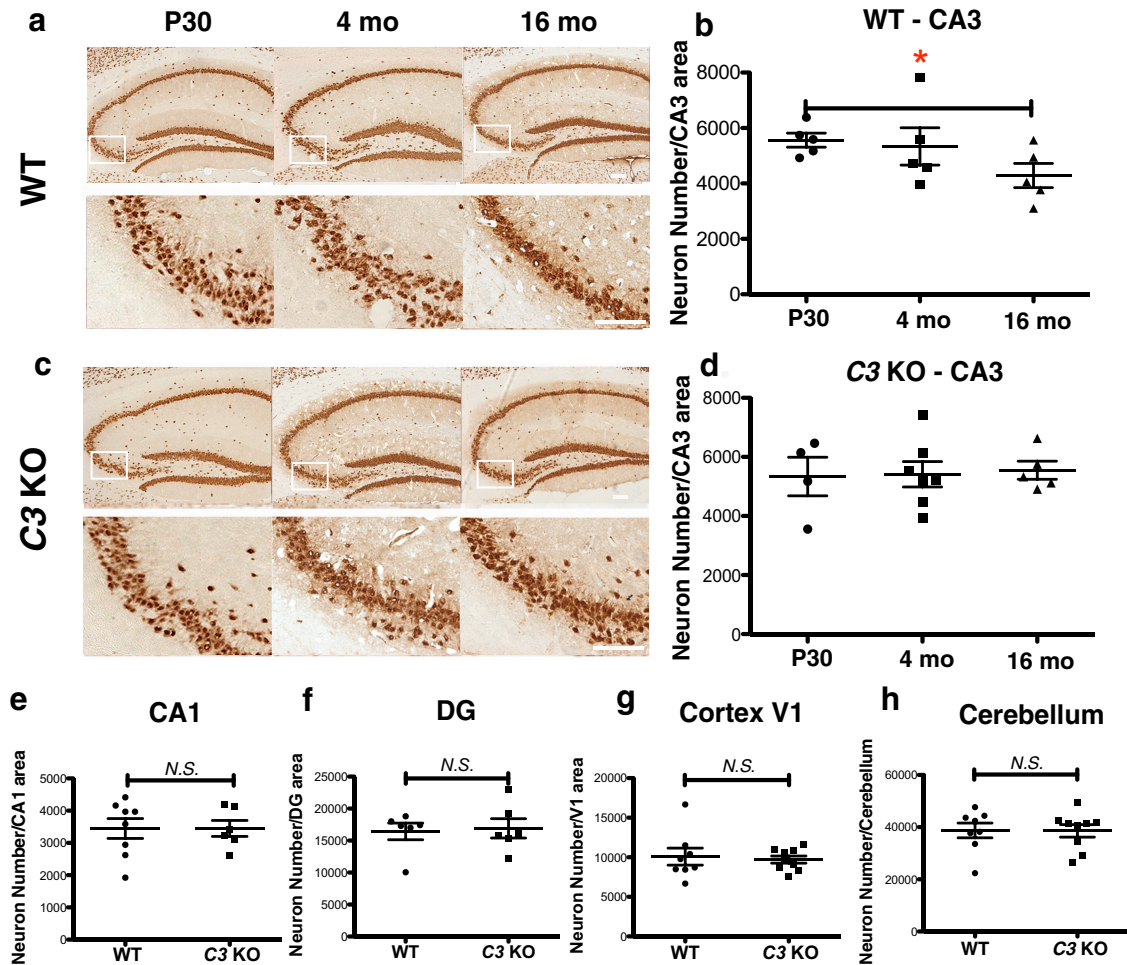 a
P30
4 mo
16 mo
WT
b
WT - CA3
*
Neuron Number/CA3 area
8000
6000
4000
2000
0
P30
4 mo
16 mo
c
C3 KO
d
C3 KO - CA3
Neuron Number/CA3 area
8000
6000
4000
2000
0
P30
4 mo
16 mo
e
CA1
N.S.
Neuron Number/CA1 area
5000
4000
3000
2000
1000
0
WT
C3 KO
f
DG
N.S.
Neuron Number/DG area
25000
20000
15000
10000
5000
0
WT
C3 KO
g
Cortex V1
N.S.
Neuron Number/V1 area
20000
15000
10000
5000
0
WT
C3 KO
h
Cerebellum
N.S.
Neuron Number/Cerebellum
60000
40000
20000
0
WT
C3 KO